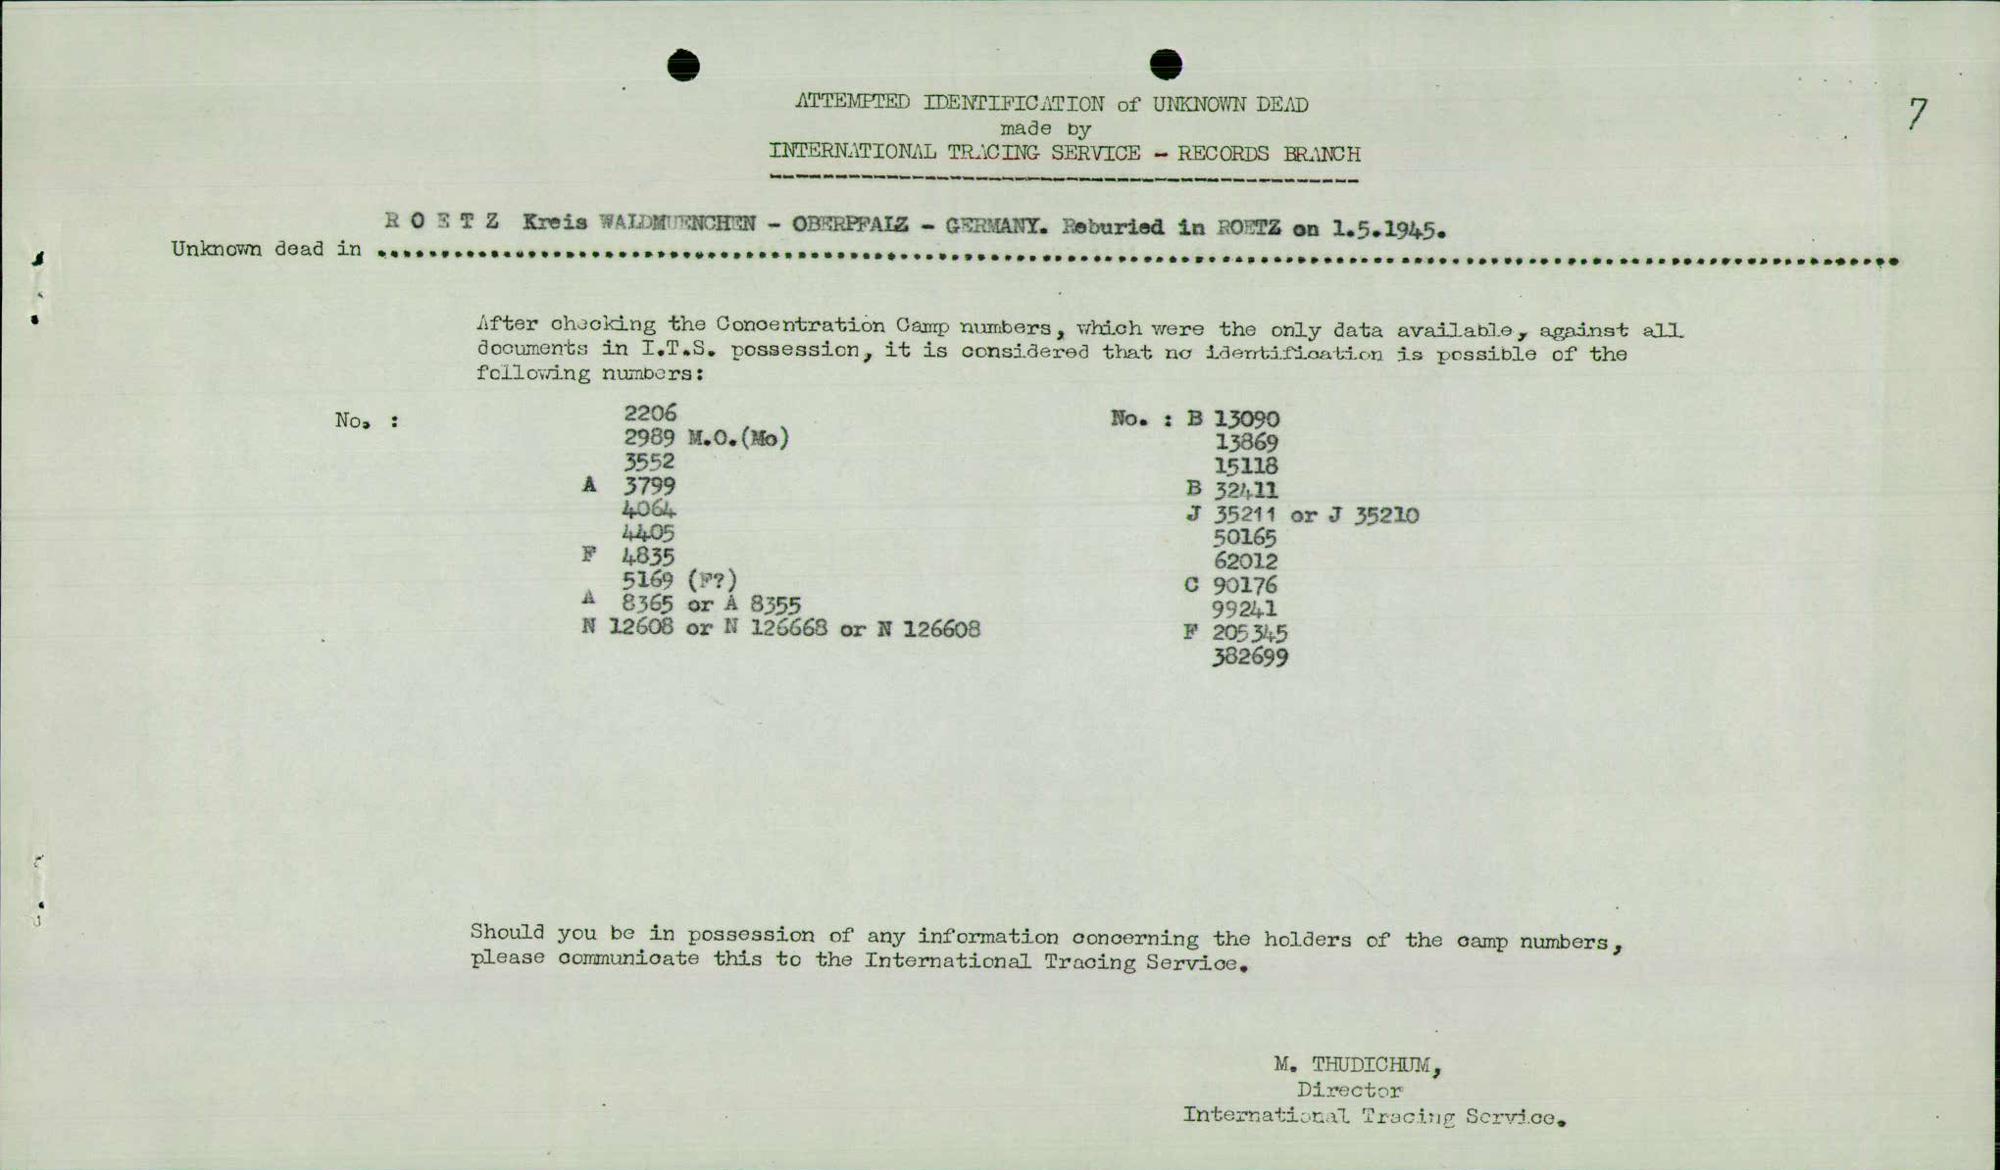 7
ATTEMPTED IDENTIFICATION of UNKNOWN DEAD
made by
INTERNATIONAL TRACING SERVICE - RECORDS BRANCH
R O E T Z Kreis WALDMUENCHEN - OBERPFALZ - GERMANY. Reburied in ROETZ on 1.5.1945.
Unknown dead in
After checking the Concentration Camp numbers, which were the only data available, against all
documents in I.T.S. possession, it is considered that no identification is possible of the
following numbers:
No. :
2206
2989 M.O.(Mo)
3552
A 3799
4064
4405
F 4835
5169 (F?)
A 8365 or A 8355
N 12608 or N 126668 or N 126608
No. : B 13090
13869
15118
B 32411
J 35211 or J 35210
50165
62012
C 90176
99241
F 205345
382699
Should you be in possession of any information concerning the holders of the camp numbers,
please communicate this to the International Tracing Service.
M. THUDICHUM,
Director
International Tracing Service.